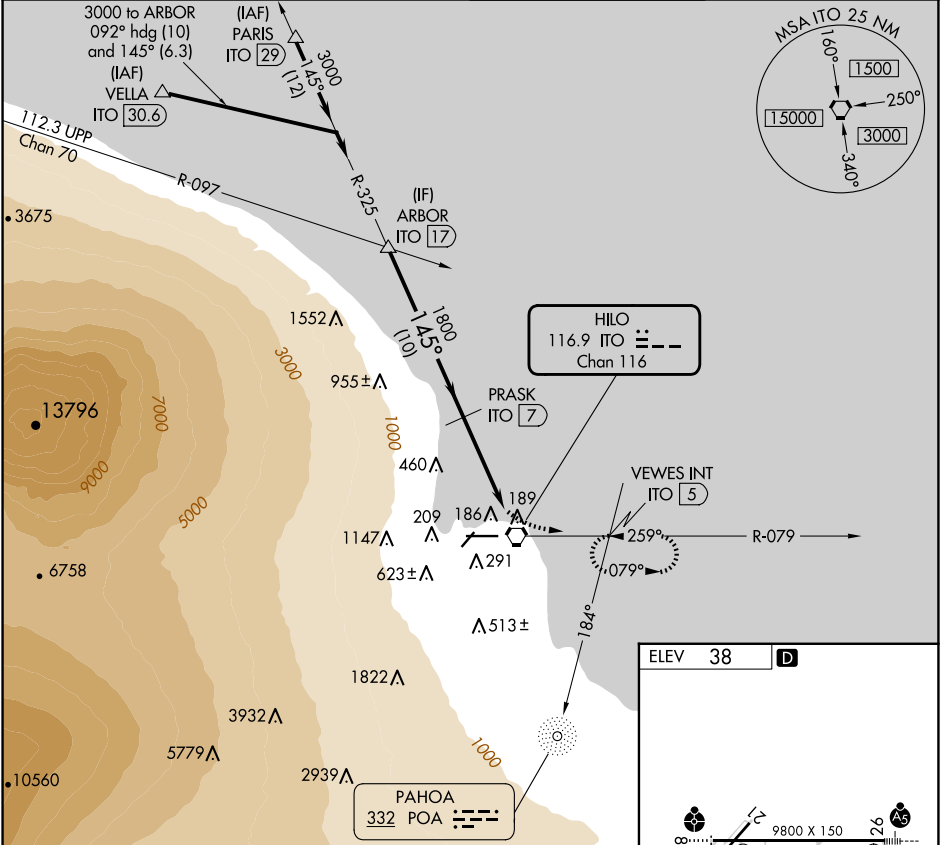 3000 to ARBOR
092° hdg (10)
and 145° (6.3)
(IAF)
VELLA
ITO 30.6
(IAF)
PARIS
ITO 29
3000
145°
(12)
MSA ITO 25 NM
160°
1500
250°
15000
3000
340°
112.3 UPP
Chan 70
R-097
R-325
(IF)
ARBOR
ITO 17
3675
1552
3000
1800
145°
(10)
HILO
116.9 ITO
Chan 116
955±
7000
13796
PRASK
ITO 7
1000
9000
460
VEWES INT
ITO 5
5000
189
186
209
1147
259°
R-079
291
623±
079°
6758
513±
184°
ELEV 38 D
1822
3932
5779
1000
2939
10560
PAHOA
332 POA
21
9800 X 150
26
A5
8